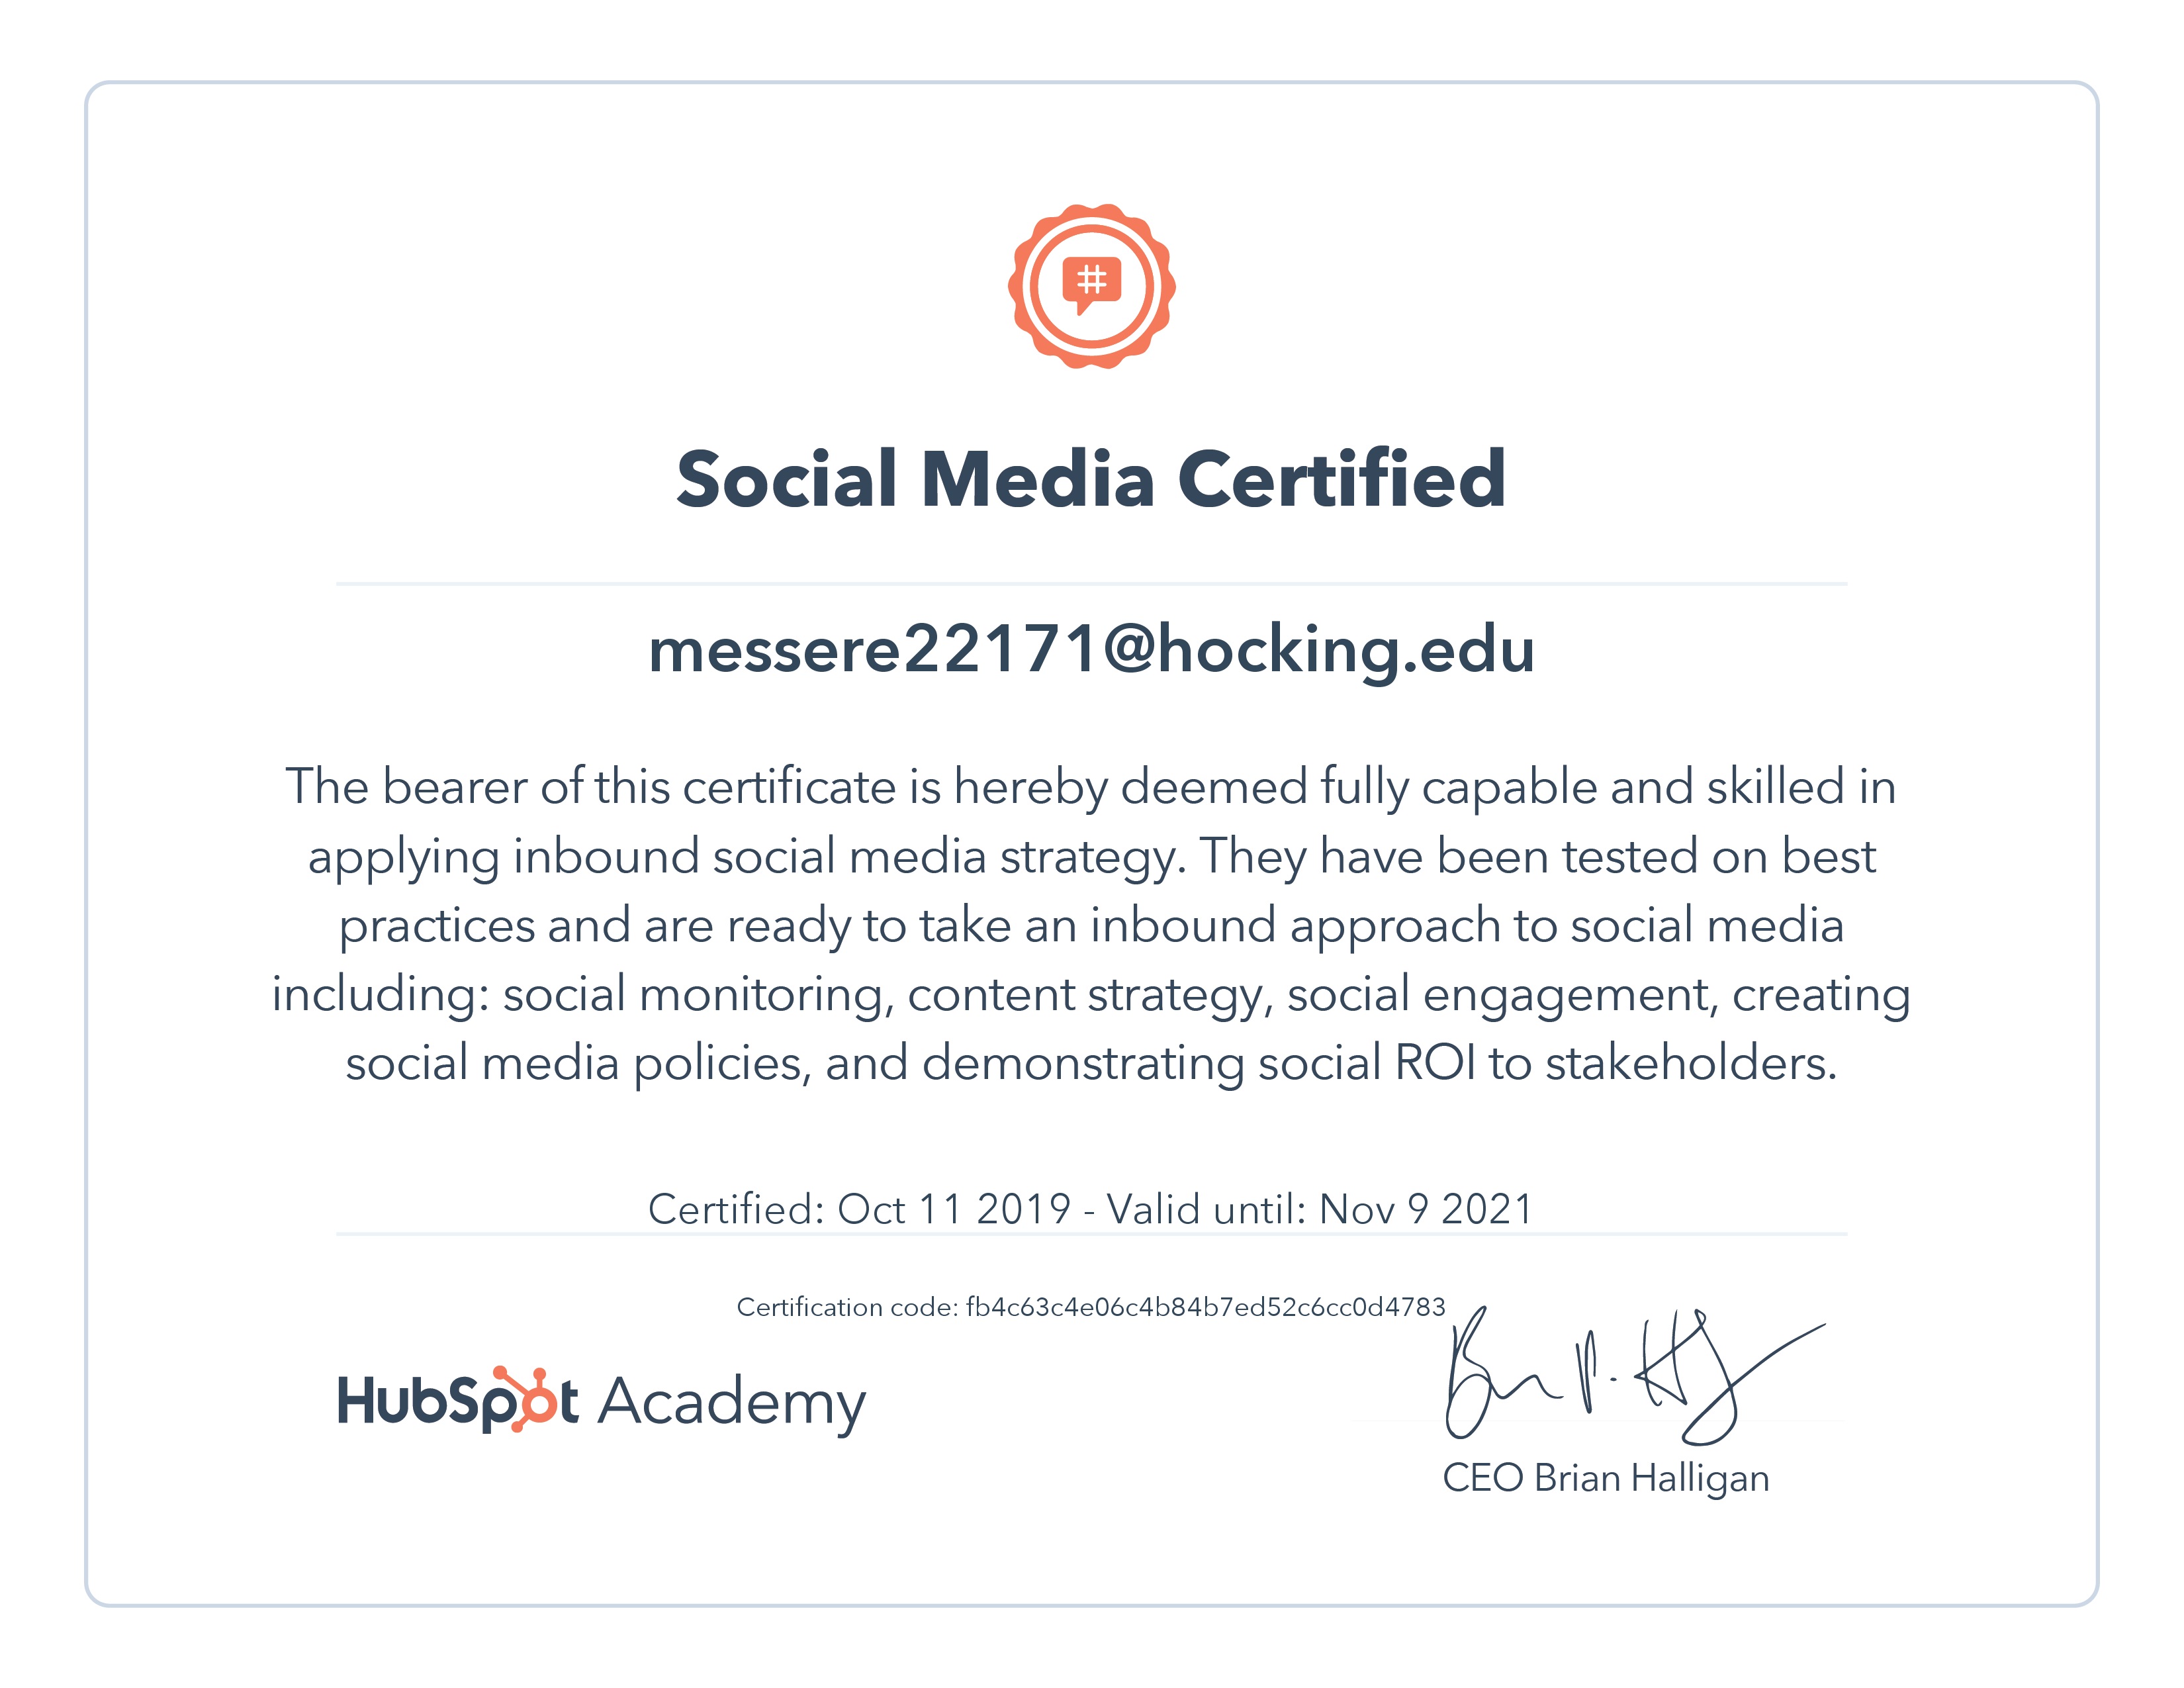 #
Social Media Certified
messere22171@hocking.edu
The bearer of this certificate is hereby deemed fully capable and skilled in
applying inbound social media strategy. They have been tested on best
practices and are ready to take an inbound approach to social media
including: social monitoring, content strategy, social engagement, creating
social media policies, and demonstrating social ROI to stakeholders.
Certified: Oct 11 2019 - Valid until: Nov 9 2021
Certification code: fb4c63c4e06c4b84b7ed52c6cc0d4783
HubSpot Academy
CEO Brian Halligan